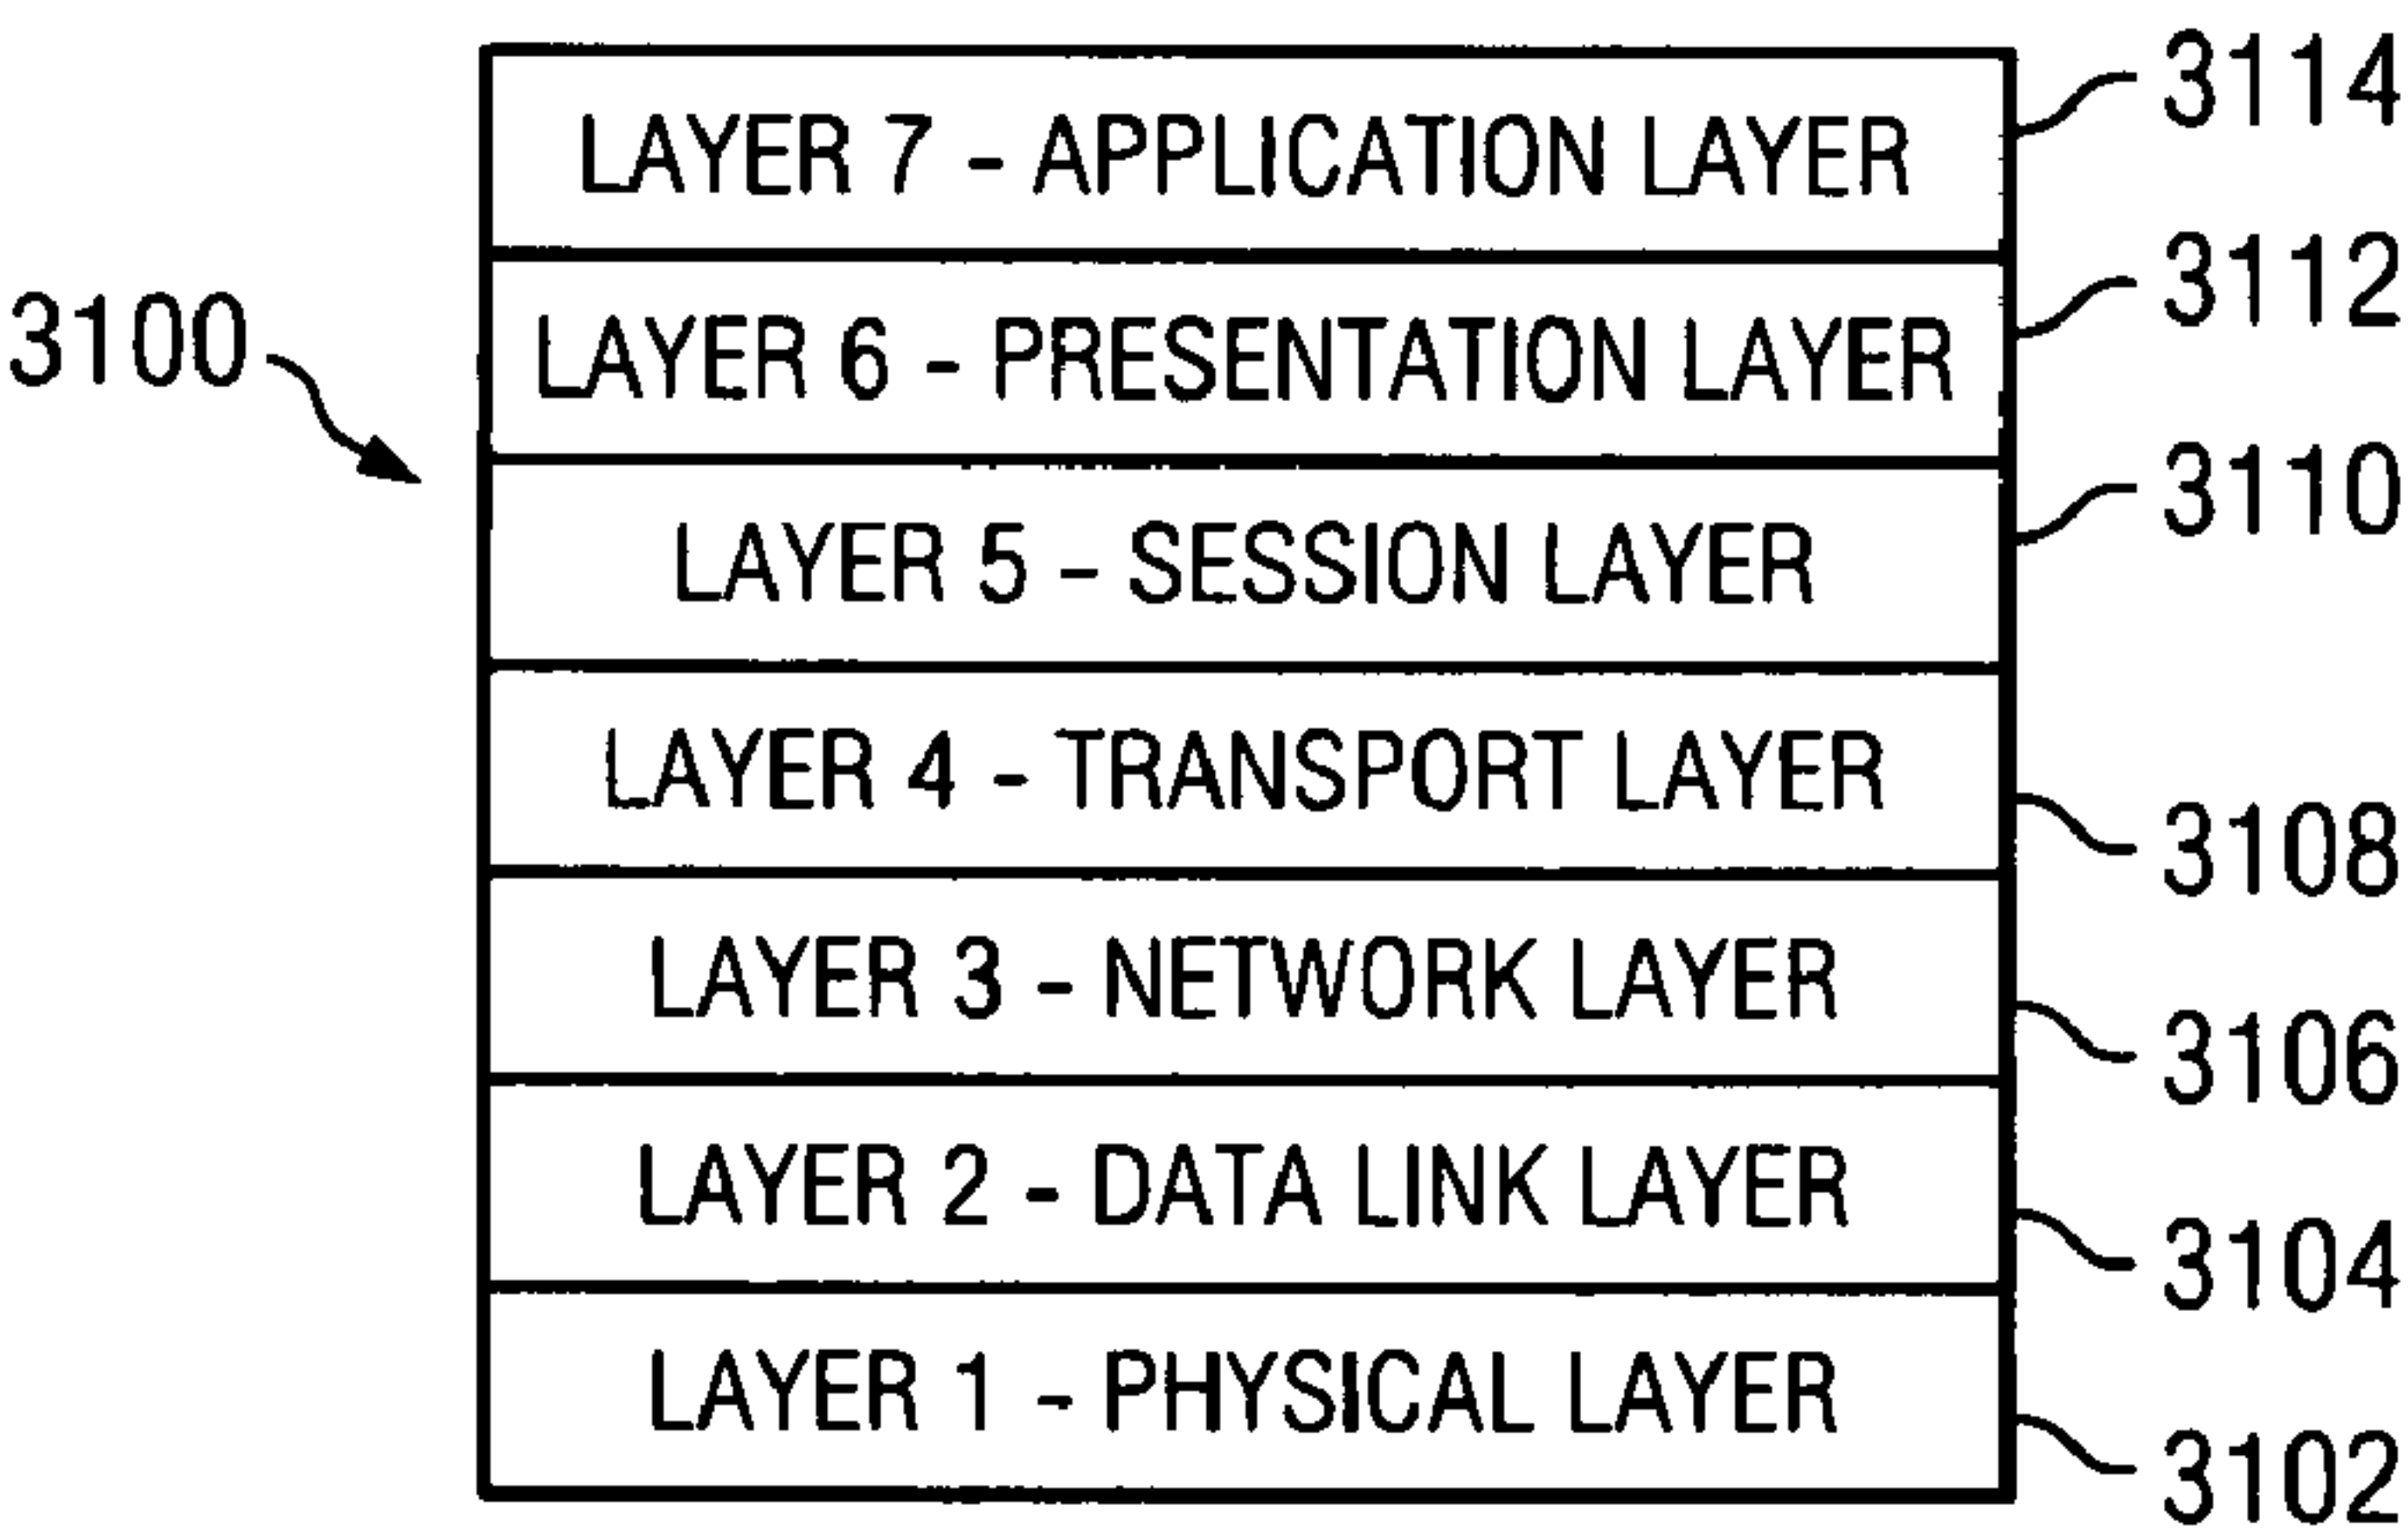 3114
LAYER 7 - APPLICATION LAYER
3112
3100
LAYER 6 - PRESENTATION LAYER
3110
LAYER 5 - SESSION LAYER
LAYER 4 - TRANSPORT LAYER
3108
LAYER 3 - NETWORK LAYER
3106
LAYER 2 - DATA LINK LAYER
3104
LAYER 1 - PHYSICAL LAYER
3102